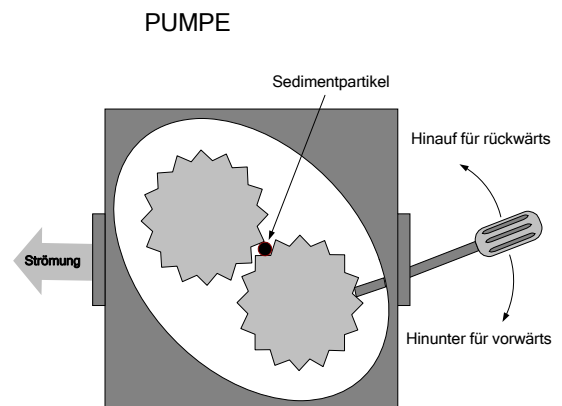 PUMPE
Sedimentpartikel
Hinauf für rückwärts
Strömung
Hinunter für vorwärts